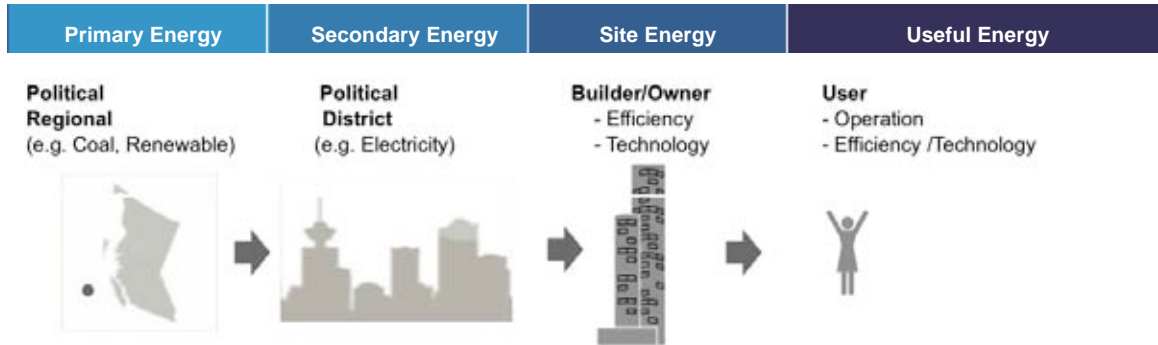 Primary Energy
Secondary Energy
Site Energy
Useful Energy
Political
Regional
(e.g. Coal, Renewable)
Political
District
(e.g. Electricity)
Builder/Owner
- Efficiency
- Technology
User
- Operation
- Efficiency /Technology